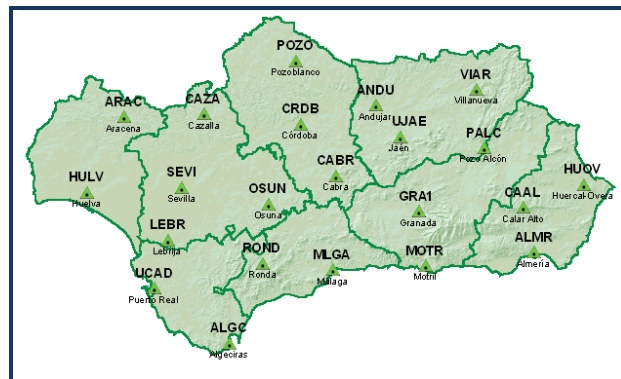 POZO
Pozoblanco
VIAR
Villanueva
ANDU
Andujar
ARAC
Aracena
CAZA
Cazalla
CRDB
Córdoba
UJAE
Jaén
PALC
Pozo Alcón
CABR
Cabra
HUOV
Huercal-Overa
HULV
Huelva
SEVI
Sevilla
OSUN
Osuna
GRA1
Granada
CAAL
Calar Alto
LEBR
Lebrija
ROND
Ronda
MLGA
Málaga
MOTR
Motril
ALMR
Almería
UCAD
Puerto Real
ALGC
Algeciras